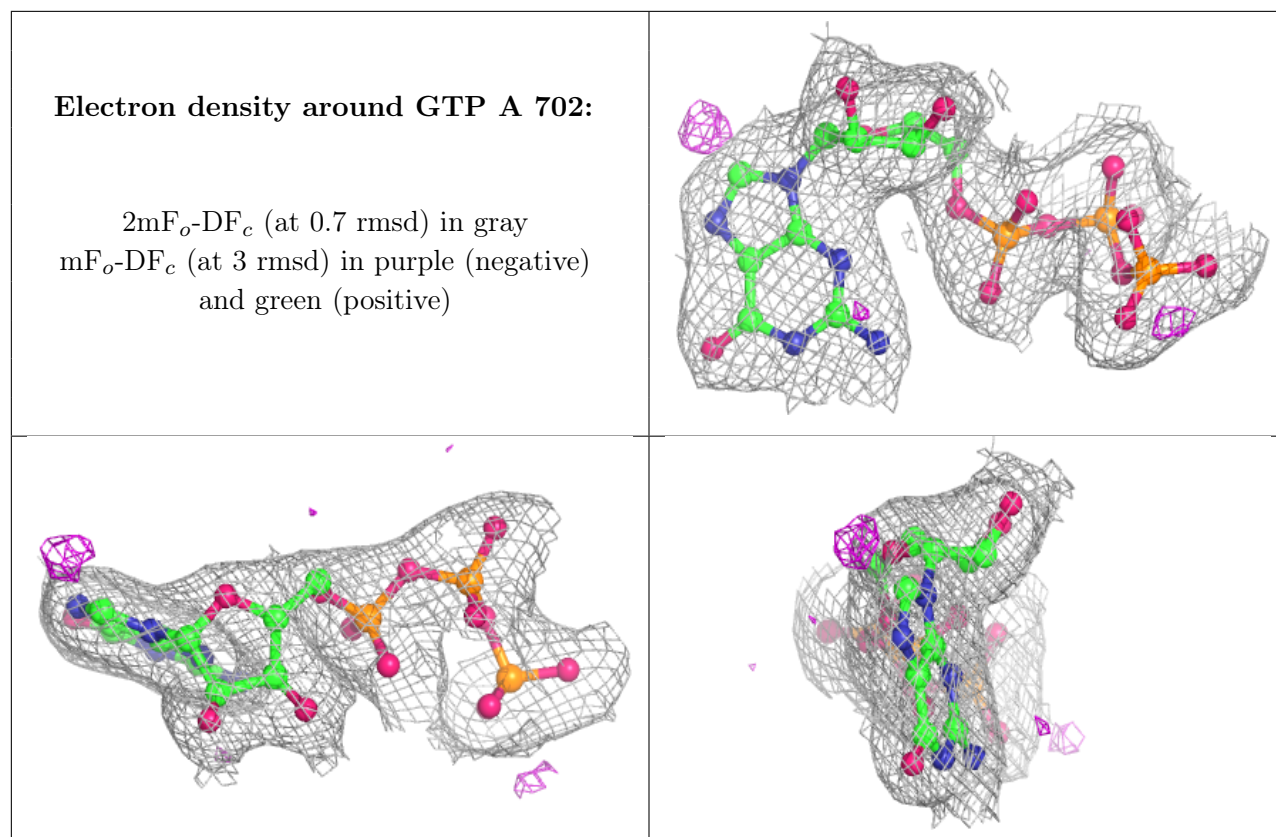 Electron density around GTP A 702:
2mFo-DFc (at 0.7 rmsd) in gray
mFo-DFc (at 3 rmsd) in purple (negative)
and green (positive)